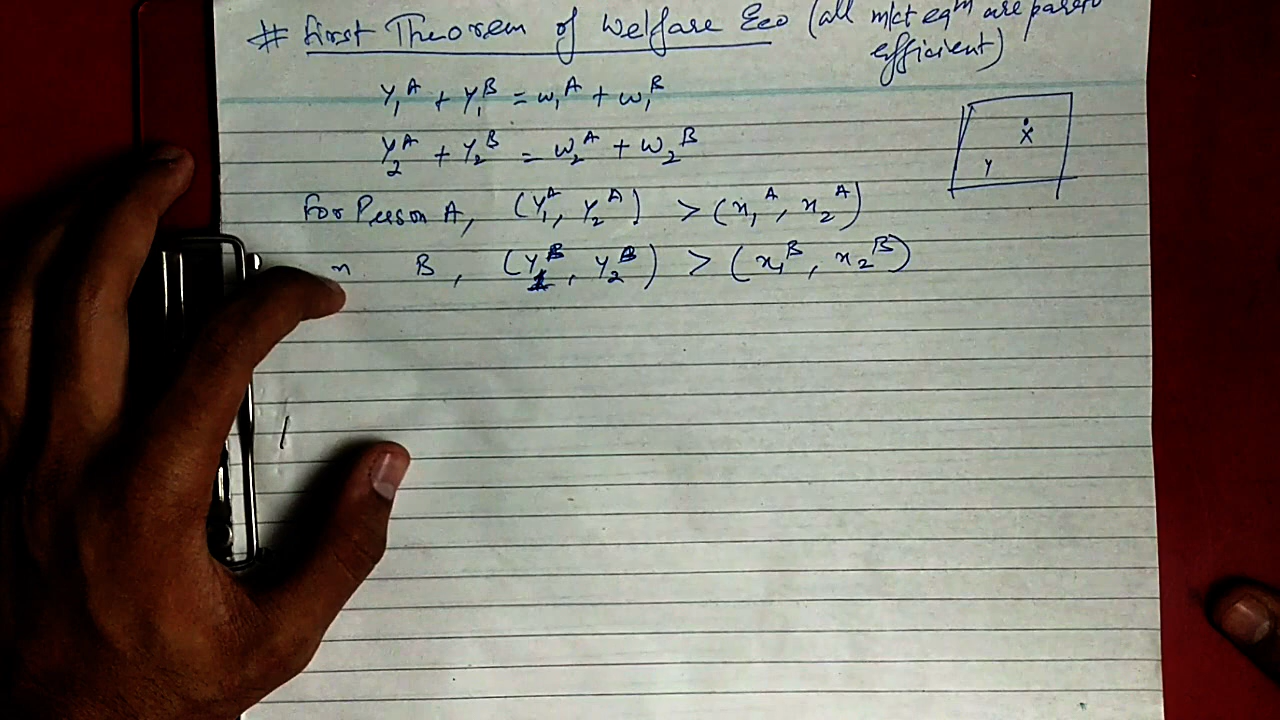 # First Theorem of Welfare Eco (all mkt eqᵐ are pareto
efficient)
y₁ᴬ + y₁ᴮ = ω₁ᴬ + ω₁ᴮ
y₂ᴬ + y₂ᴮ = ω₂ᴬ + ω₂ᴮ
X
Y
For Person A, (y₁ᴬ, y₂ᴬ) > (x₁ᴬ, x₂ᴬ)
" B, (y₁ᴮ, y₂ᴮ) > (x₁ᴮ, x₂ᴮ)